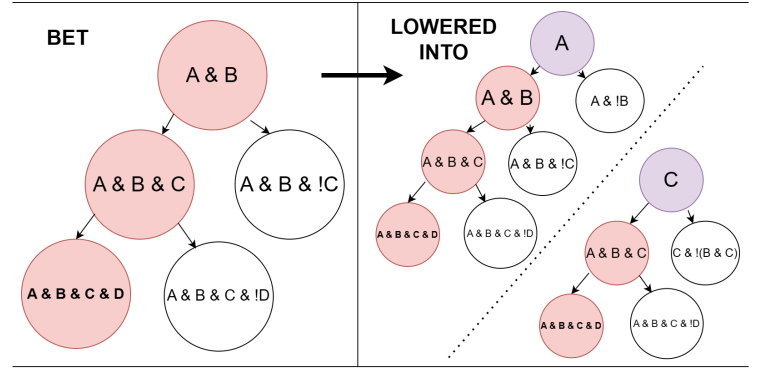 BET
A & B
A & B & C
A & B & !C
A & B & C & D
A & B & C & !D
LOWERED
INTO
A
A & B
A & !B
A & B & C
A & B & !C
A & B & C & D
A & B & C & !D
C
A & B & C
C & !(B & C)
A & B & C & D
A & B & C & !D